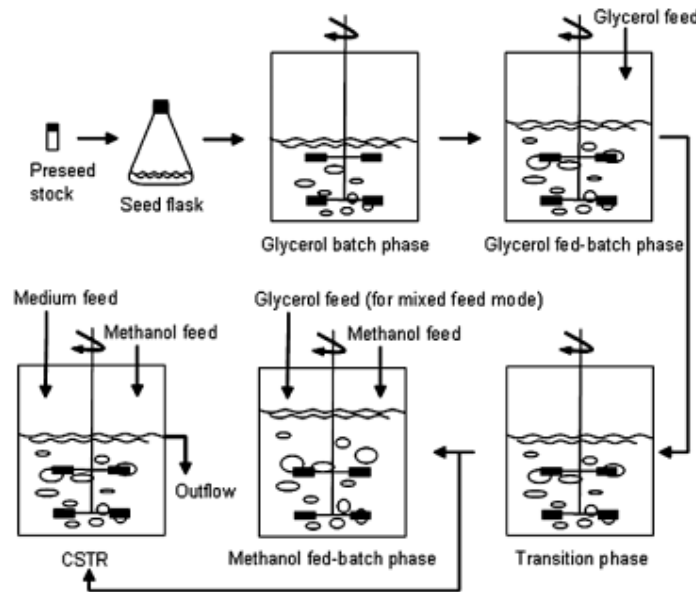 Glycerol feed
Preseed
stock
Seed flask
Glycerol batch phase
Glycerol fed-batch phase
Medium feed
Methanol feed
Glycerol feed (for mixed feed mode)
Methanol feed
Outflow
CSTR
Methanol fed-batch phase
Transition phase